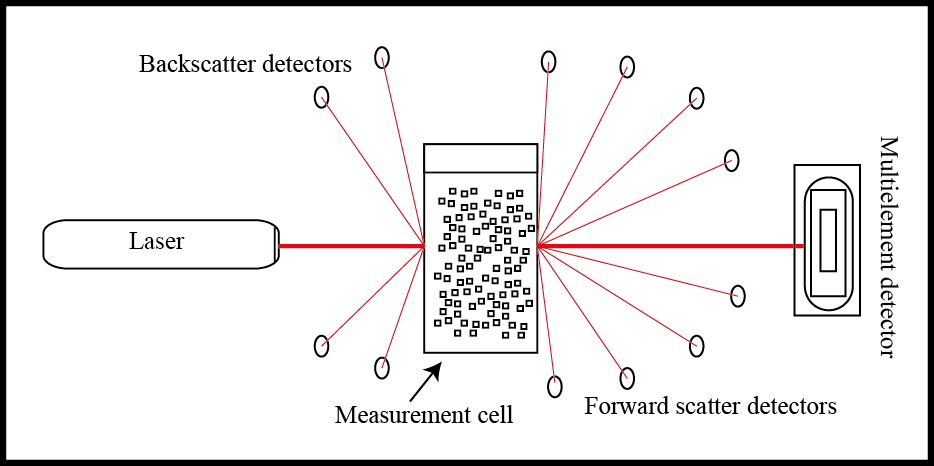 Backscatter detectors
Laser
Multielement detector
Measurement cell
Forward scatter detectors